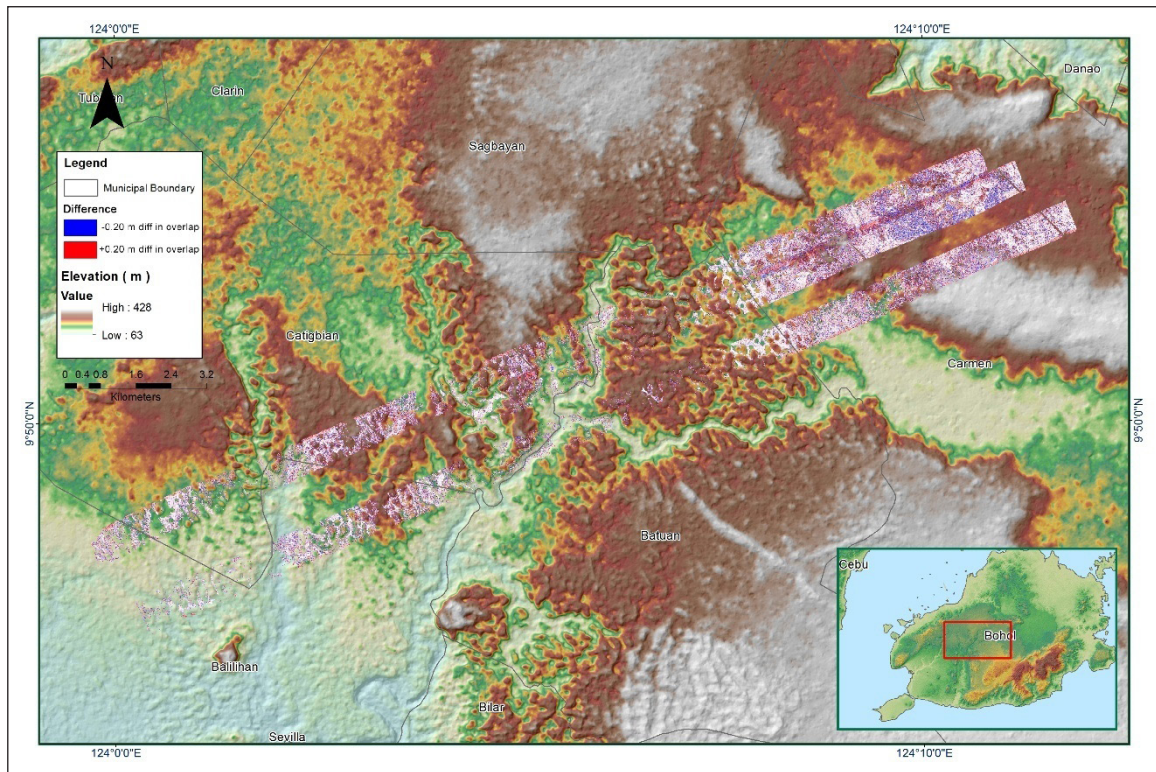 124°0'0"E
124°10'0"E
N
Danao
Clarin
Sagbayan
Legend
Municipal Boundary
Difference
-0.20 m diff in overlap
+0.20 m diff in overlap
Elevation ( m )
Value
High : 428
Low : 63
Catigbian
0 0.4 0.8 1.6 2.4 3.2
Kilometers
Carmen
9°50'0"N
9°50'0"N
Batuan
Cebu
Bohol
Balilihan
Bilar
Sevilla
124°0'0"E
124°10'0"E